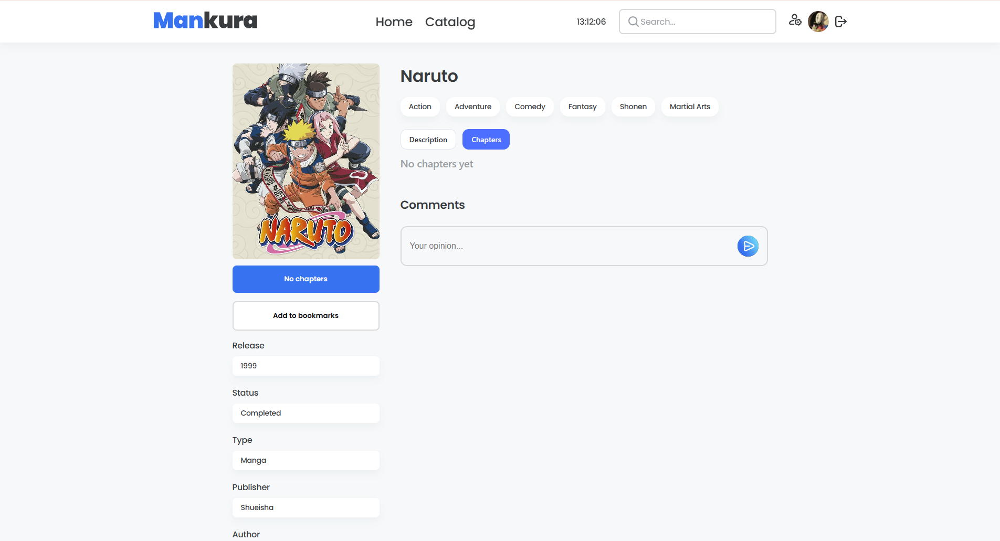 Mankura
Home Catalog
13:12:06
Search...
NARUTO
No chapters
Add to bookmarks
Release
1999
Status
Completed
Type
Manga
Publisher
Shueisha
Author
Naruto
Action Adventure Comedy Fantasy Shonen Martial Arts
Description Chapters
No chapters yet
Comments
Your opinion...